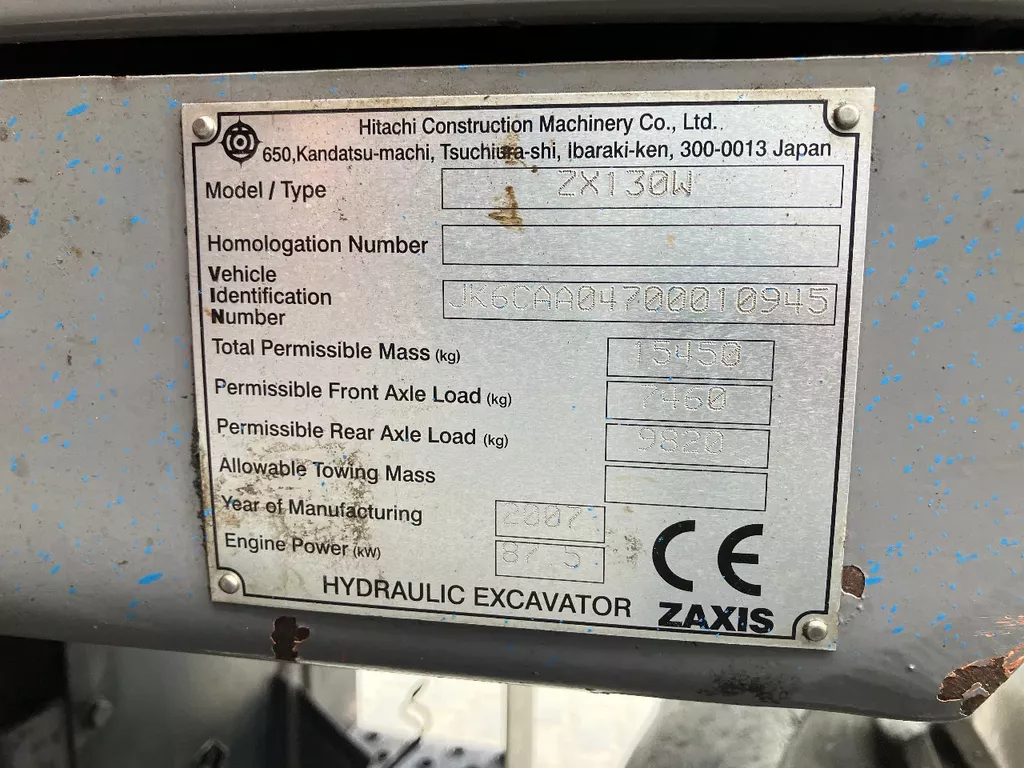 Hitachi Construction Machinery Co., Ltd.
650,Kandatsu-machi, Tsuchiura-shi, Ibaraki-ken, 300-0013 Japan
Model / Type ZX130W
Homologation Number
Vehicle
Identification JK6CAA04700010945
Number
Total Permissible Mass (kg) 15450
Permissible Front Axle Load (kg) 7460
Permissible Rear Axle Load (kg) 9820
Allowable Towing Mass
Year of Manufacturing 2007
Engine Power (kW)
CE
HYDRAULIC EXCAVATOR ZAXIS